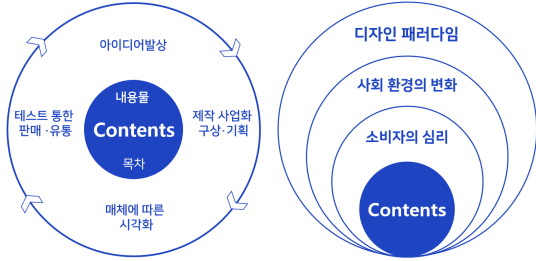 아이디어발상
내용물
테스트 통한
판매 ·유통
Contents
제작 사업화
구상·기획
목차
매체에 따른
시각화
디자인 패러다임
사회 환경의 변화
소비자의 심리
Contents